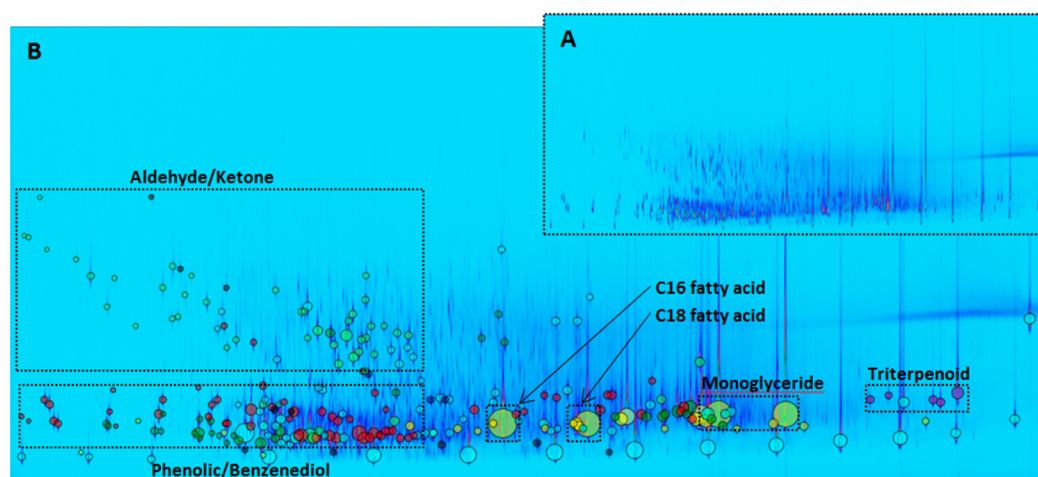 B
A
Aldehyde/Ketone
C16 fatty acid
C18 fatty acid
Monoglyceride
Triterpenoid
Phenolic/Benzenediol